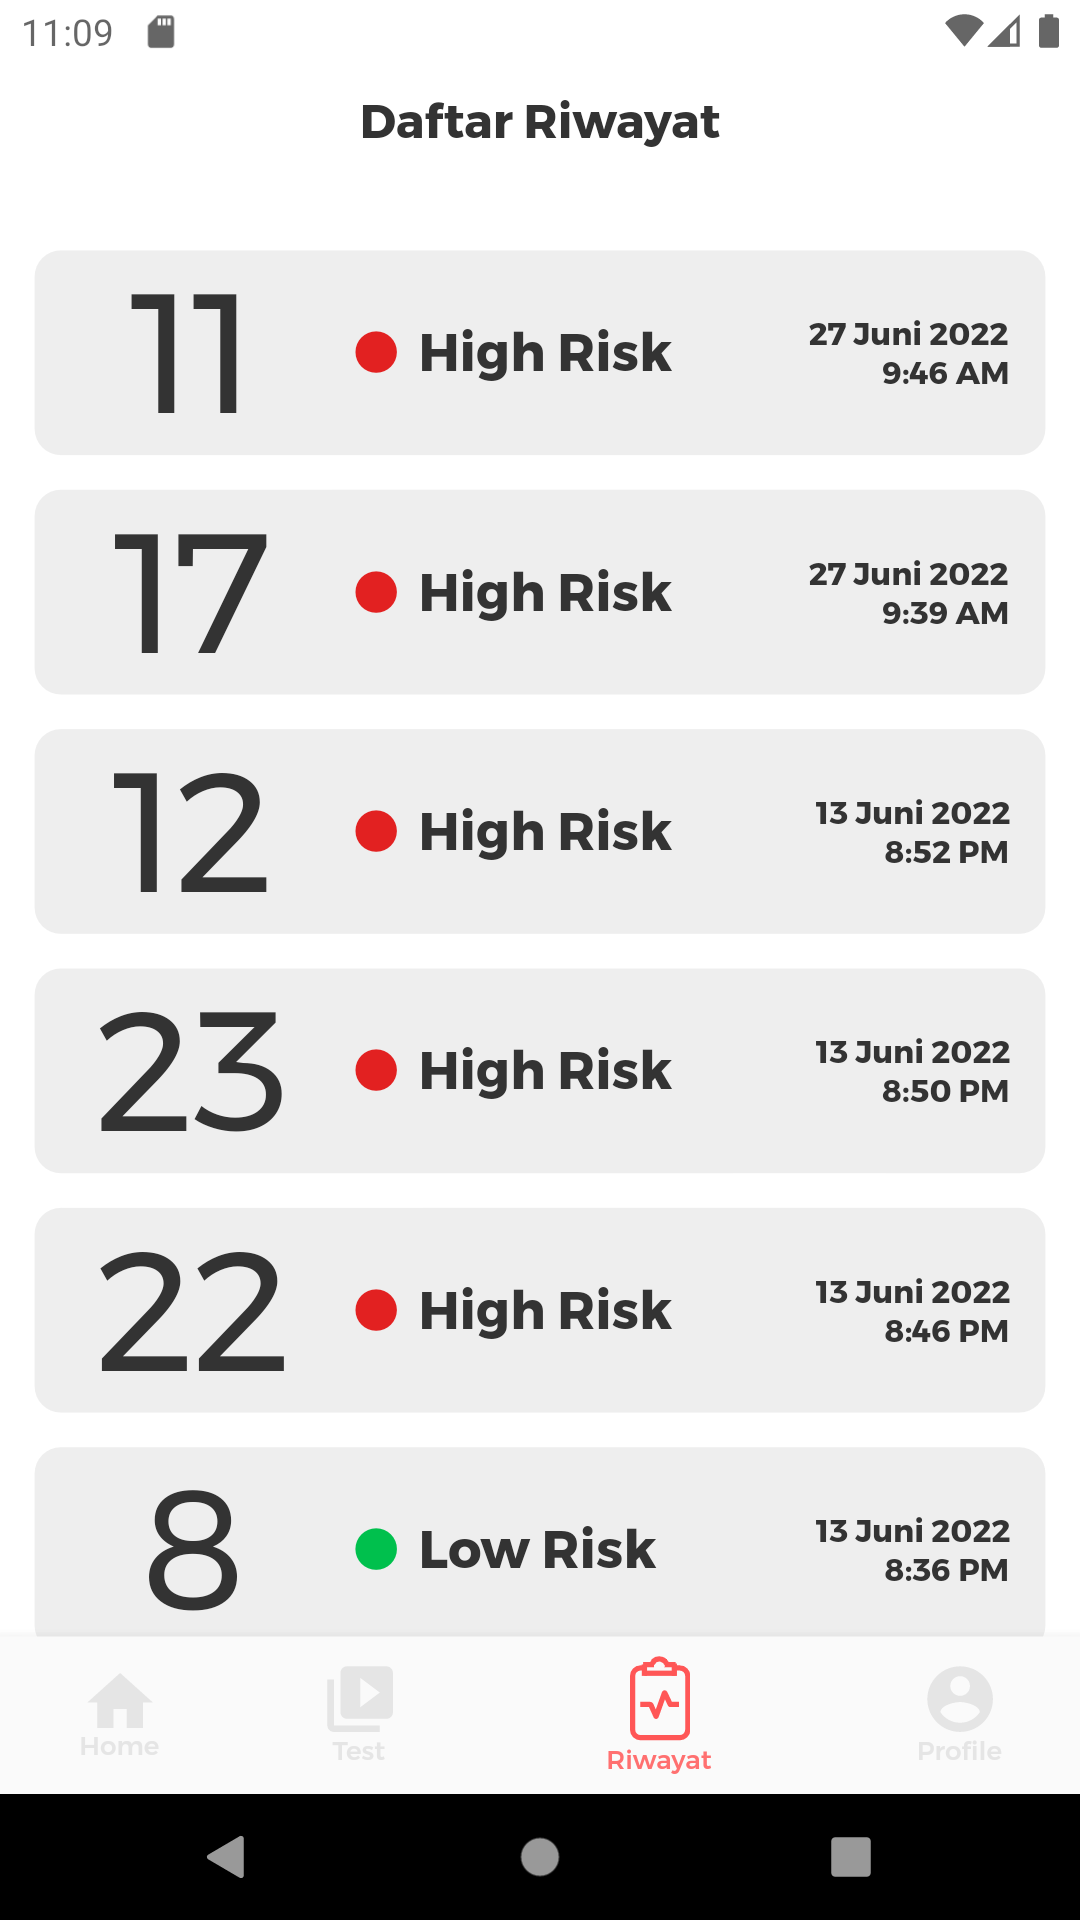 11:09
Daftar Riwayat
11
High Risk
27 Juni 2022
9:46 AM
17
High Risk
27 Juni 2022
9:39 AM
12
High Risk
13 Juni 2022
8:52 PM
23
High Risk
13 Juni 2022
8:50 PM
22
High Risk
13 Juni 2022
8:46 PM
8
Low Risk
13 Juni 2022
8:36 PM
Home
Test
Riwayat
Profile